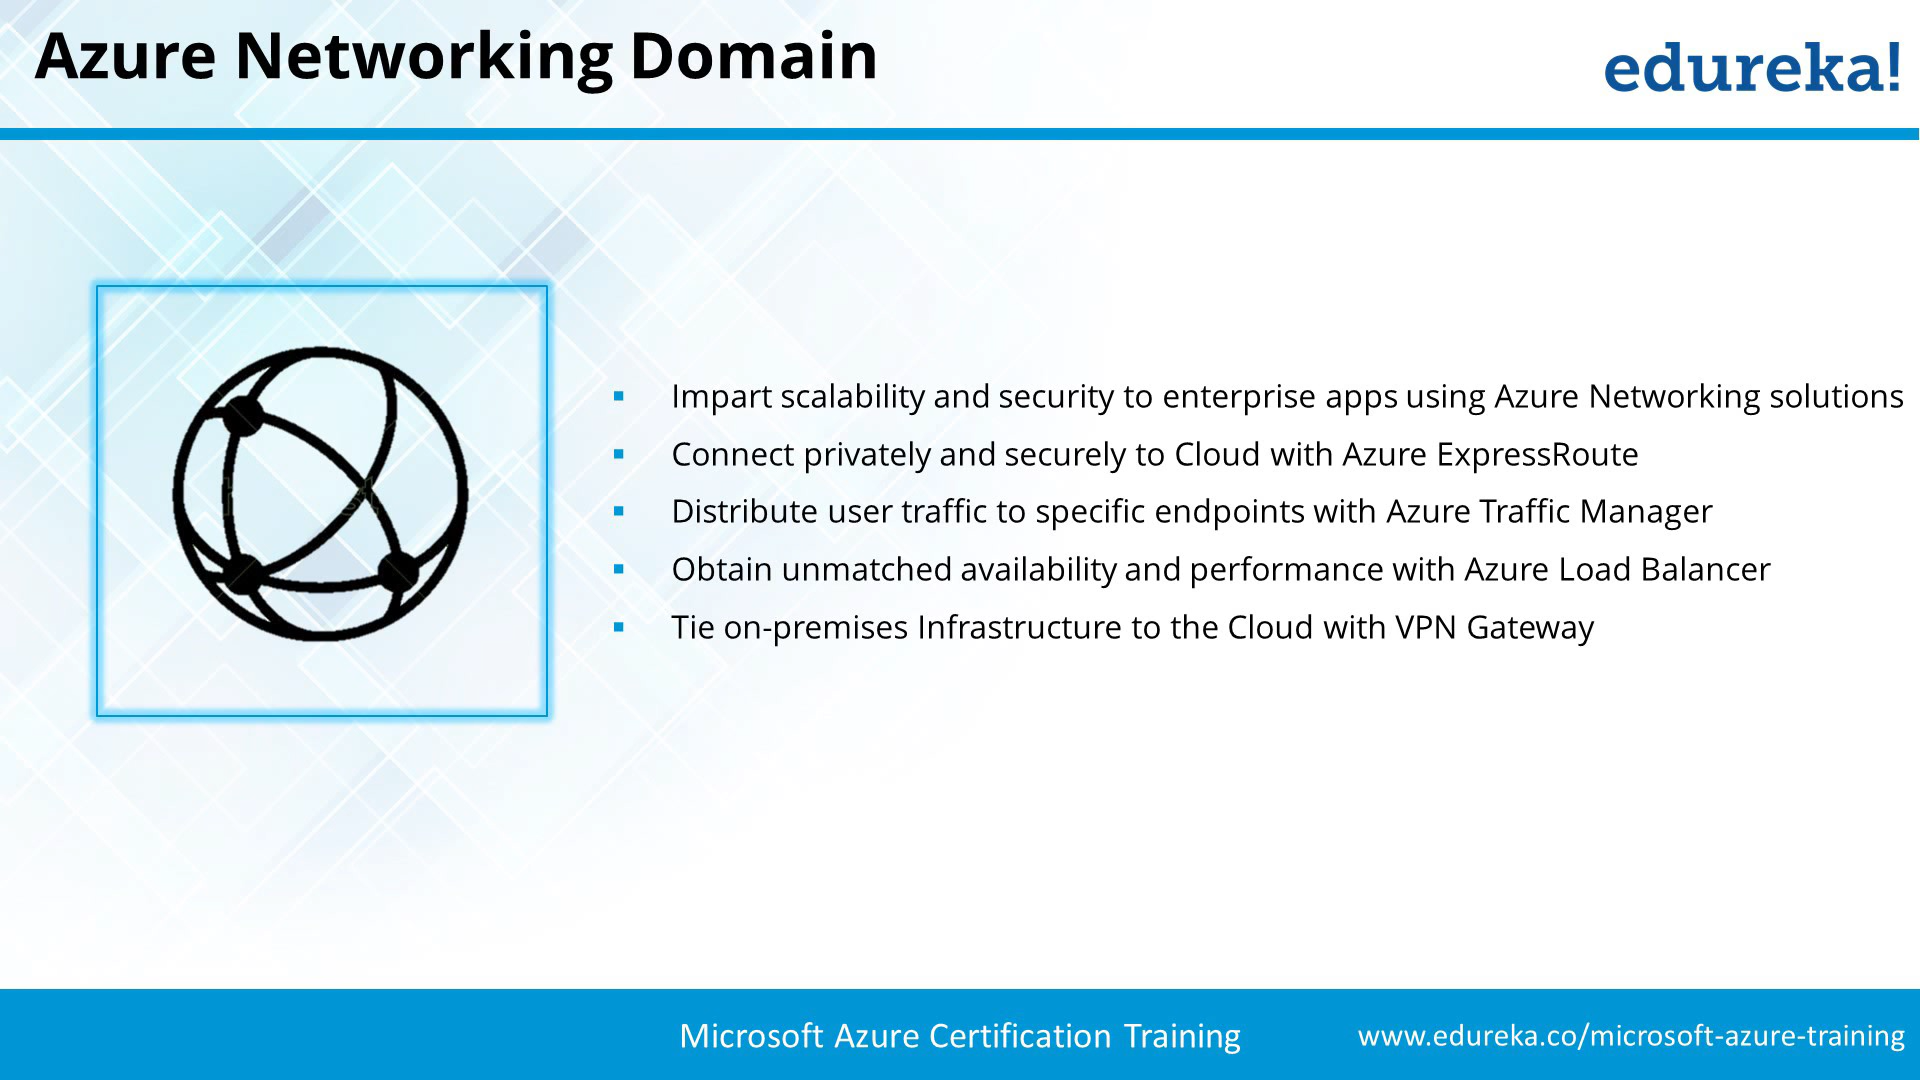 Azure Networking Domain
edureka!
▪ Impart scalability and security to enterprise apps using Azure Networking solutions
▪ Connect privately and securely to Cloud with Azure ExpressRoute
▪ Distribute user traffic to specific endpoints with Azure Traffic Manager
▪ Obtain unmatched availability and performance with Azure Load Balancer
▪ Tie on-premises Infrastructure to the Cloud with VPN Gateway
Microsoft Azure Certification Training
www.edureka.co/microsoft-azure-training